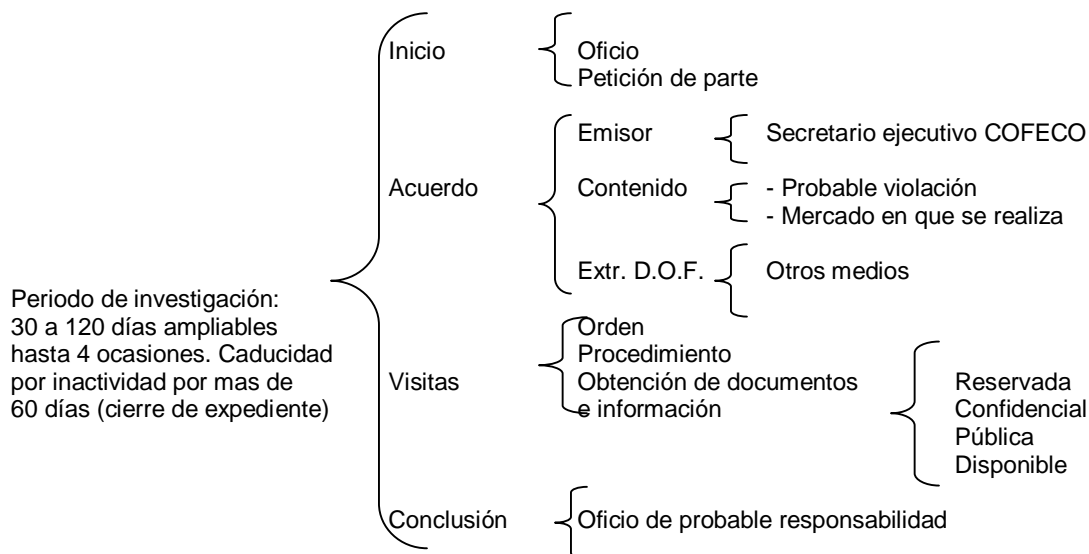 Periodo de investigación:
30 a 120 días ampliables
hasta 4 ocasiones. Caducidad
por inactividad por mas de
60 días (cierre de expediente)
Inicio
Oficio
Petición de parte
Acuerdo
Emisor
Secretario ejecutivo COFECO
Contenido
- Probable violación
- Mercado en que se realiza
Extr. D.O.F.
Otros medios
Visitas
Orden
Procedimiento
Obtención de documentos
e información
Reservada
Confidencial
Pública
Disponible
Conclusión
Oficio de probable responsabilidad